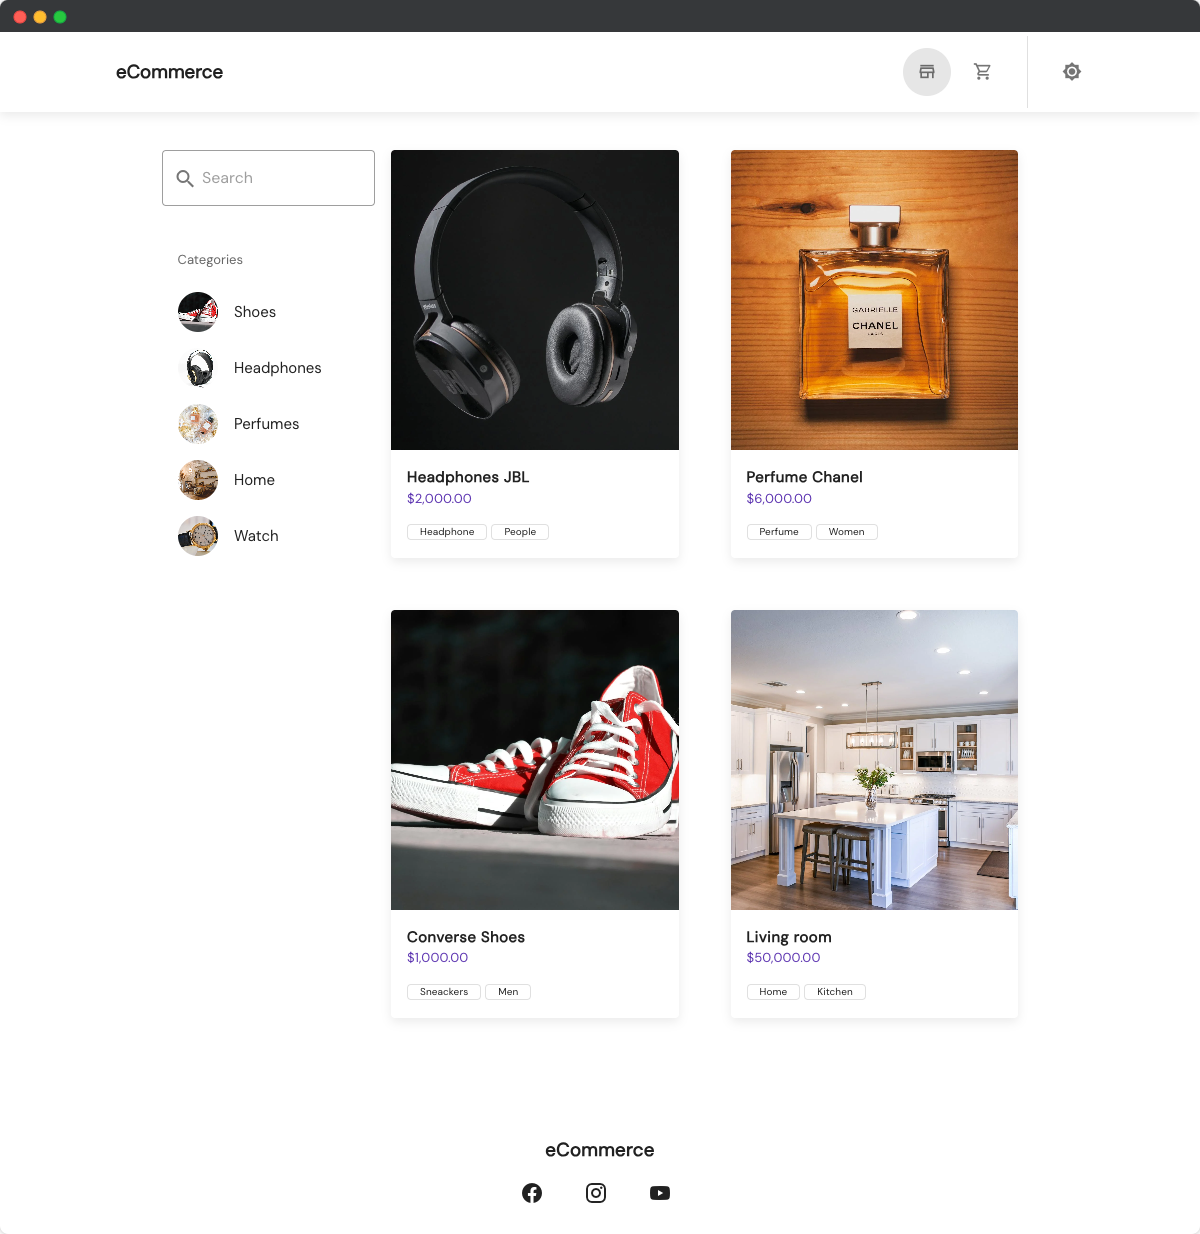 eCommerce
Search
Categories
Shoes
Headphones
Perfumes
Home
Watch
GABRIELLE
CHANEL
PARIS
Headphones JBL
$2,000.00
Headphone People
Perfume Chanel
$6,000.00
Perfume Women
Converse Shoes
$1,000.00
Sneackers Men
Living room
$50,000.00
Home Kitchen
eCommerce